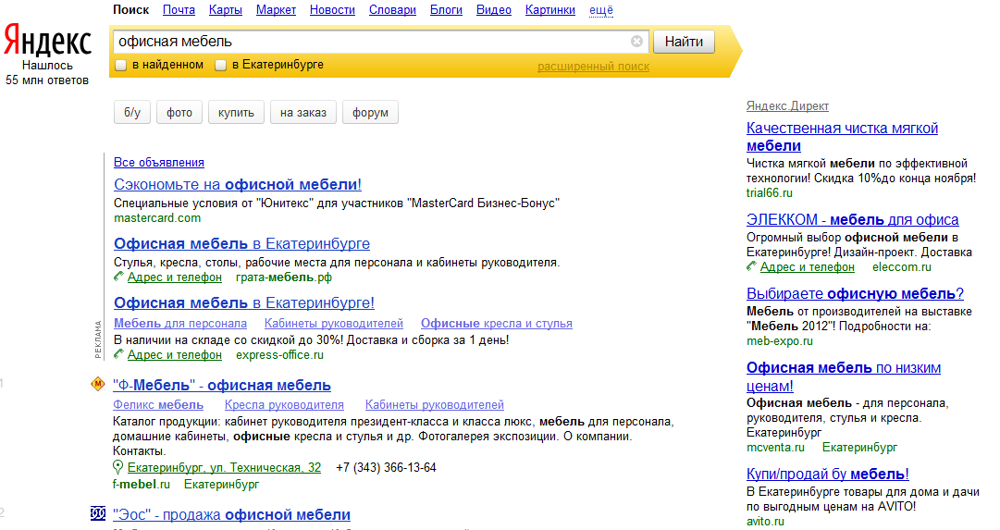 Поиск Почта Карты Маркет Новости Словари Блоги Видео Картинки ещё
Яндекс
Нашлось
55 млн ответов
офисная мебель
Найти
в найденном в Екатеринбурге расширенный поиск
б/у фото купить на заказ форум
РЕКЛАМА
Все объявления
Сэкономьте на офисной мебели!
Специальные условия от "Юнитекс" для участников "MasterCard Бизнес-Бонус"
mastercard.com
Офисная мебель в Екатеринбурге
Стулья, кресла, столы, рабочие места для персонала и кабинеты руководителя.
Адрес и телефон грата-мебель.рф
Офисная мебель в Екатеринбурге!
Мебель для персонала Кабинеты руководителей Офисные кресла и стулья
В наличии на складе со скидкой до 30%! Доставка и сборка за 1 день!
Адрес и телефон express-office.ru
1
М
"Ф-Мебель" - офисная мебель
Феликс мебель Кресла руководителя Кабинеты руководителей
Каталог продукции: кабинет руководителя президент-класса и класса люкс, мебель для персонала,
домашние кабинеты, офисные кресла и стулья и др. Фотогалерея экспозиции. О компании.
Контакты.
Екатеринбург, ул. Техническая, 32 +7 (343) 366-13-64
f-mebel.ru Екатеринбург
2
"Эос" - продажа офисной мебели
Яндекс.Директ
Качественная чистка мягкой
мебели
Чистка мягкой мебели по эффективной
технологии! Скидка 10%до конца ноября!
trial66.ru
ЭЛЕККОМ - мебель для офиса
Огромный выбор офисной мебели в
Екатеринбурге! Дизайн-проект. Доставка
Адрес и телефон eleccom.ru
Выбираете офисную мебель?
Мебель от производителей на выставке
"Мебель 2012"! Подробности на:
meb-expo.ru
Офисная мебель по низким
ценам!
Офисная мебель - для персонала,
руководителя, стулья и кресла.
Екатеринбург
mcventa.ru Екатеринбург
Купи/продай бу мебель!
В Екатеринбурге товары для дома и дачи
по выгодным ценам на AVITO!
avito.ru